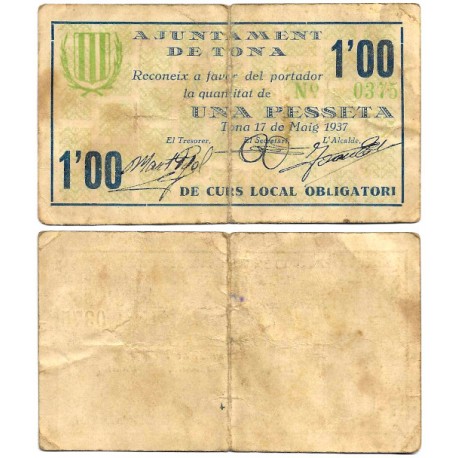 AJUNTAMENT
DE TONA
1'00
Reconeix a favor del portador
la quantitat de
Nº 0345
UNA PESSETA
Tona 17 de Maig 1937
El Tresorer, El Secretari, L'Alcalde,
1'00
DE CURS LOCAL OBLIGATORI